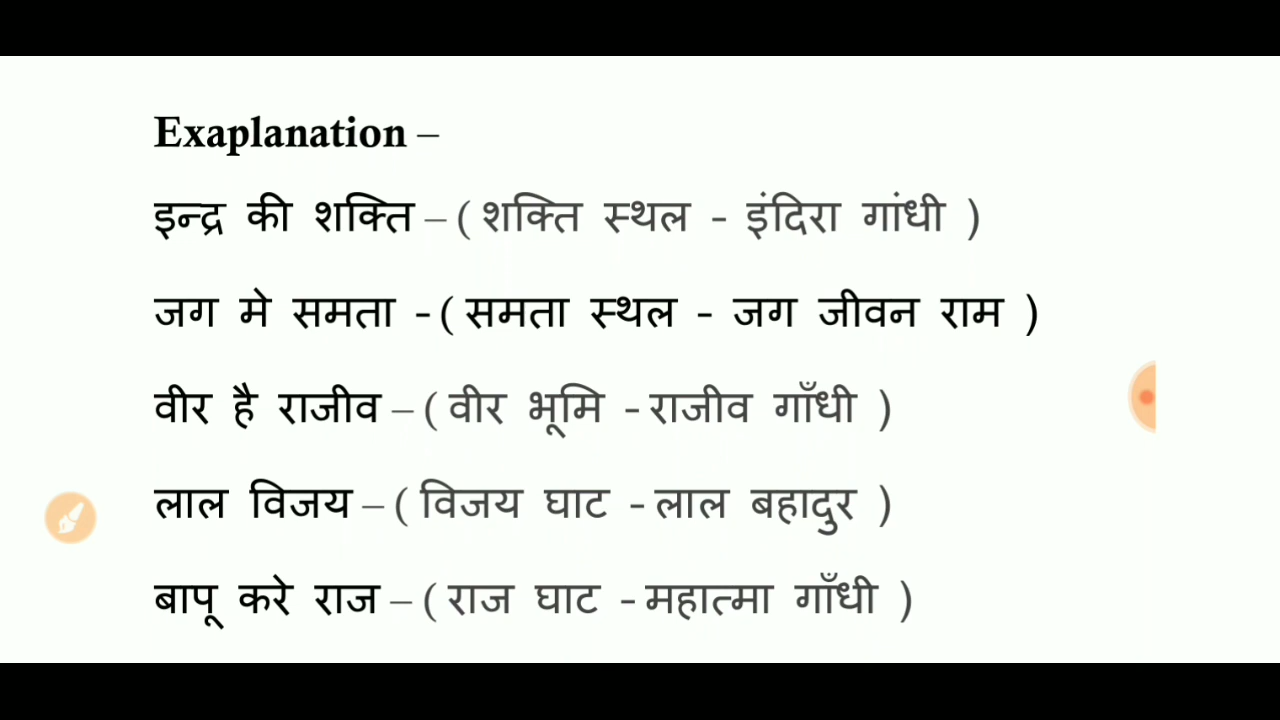 Exaplanation –
इन्द्र की शक्ति – ( शक्ति स्थल - इंदिरा गांधी )
जग मे समता - ( समता स्थल - जग जीवन राम )
वीर है राजीव – ( वीर भूमि - राजीव गाँधी )
लाल विजय – ( विजय घाट - लाल बहादुर )
बापू करे राज – ( राज घाट - महात्मा गाँधी )